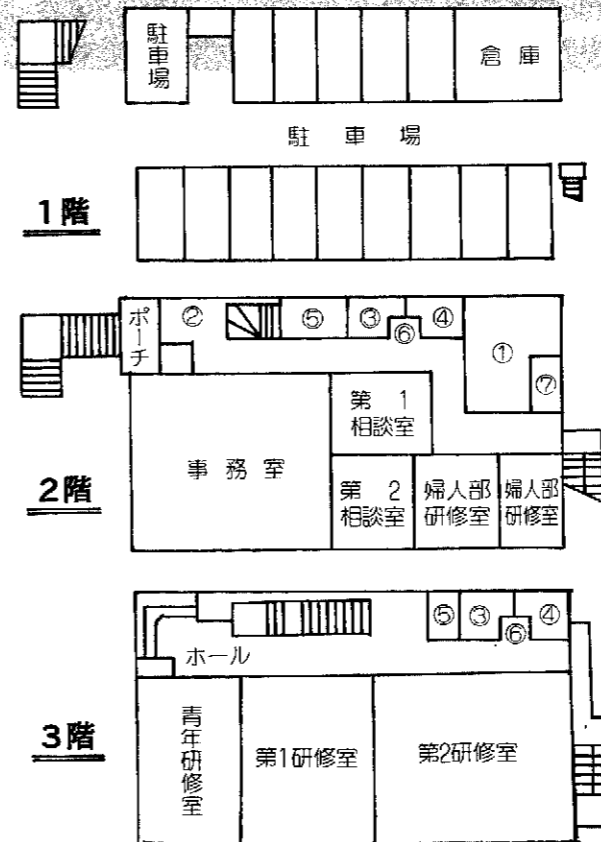 駐車場
倉庫
駐車場
1階
ポーチ
②
⑤
③
④
⑥
①
⑦
第1
相談室
事務室
2階
第2
相談室
婦人部
研修室
婦人部
研修室
⑤
③
④
⑥
ホール
3階
青年研修室
第1研修室
第2研修室